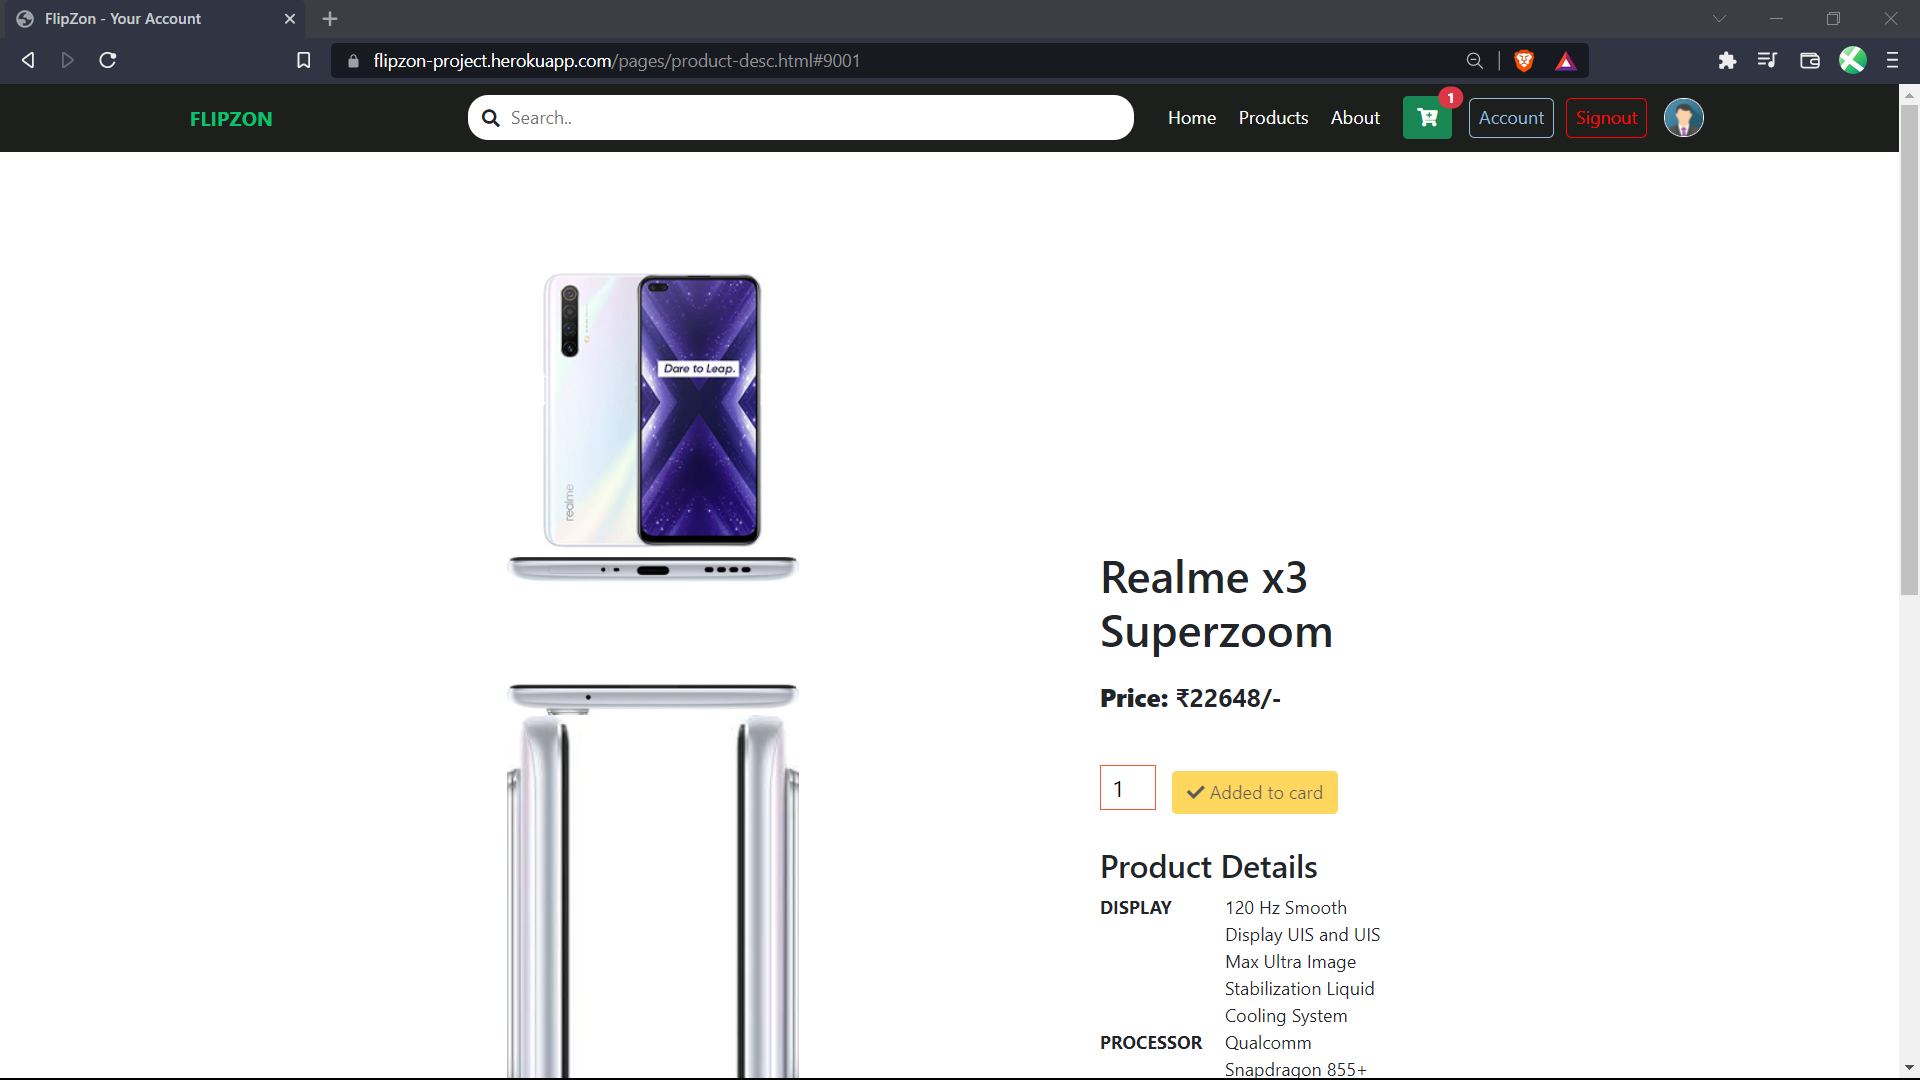 FlipZon - Your Account
flipzon-project.herokuapp.com/pages/product-desc.html#9001
FLIPZON
Search..
Home
Products
About
1
Account
Signout
Dare to Leap.
realme
Realme x3
Superzoom
Price: ₹22648/-
1
Added to card
Product Details
DISPLAY
120 Hz Smooth
Display UIS and UIS
Max Ultra Image
Stabilization Liquid
Cooling System
PROCESSOR
Qualcomm
Snapdragon 855+